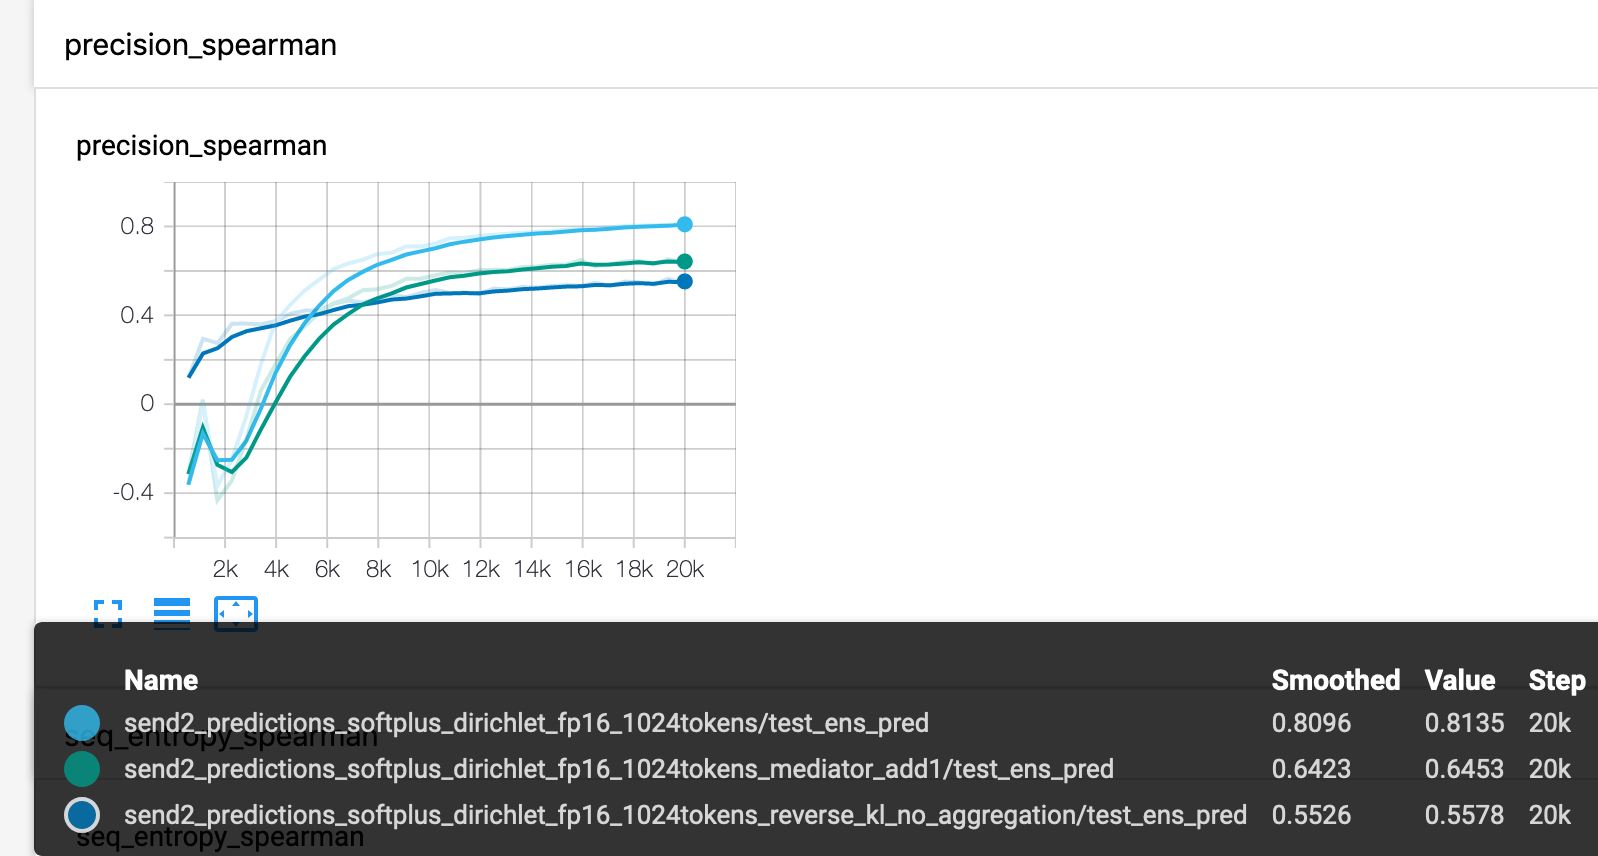 precision_spearman
precision_spearman
0.8
0.4
0
-0.4
2k 4k 6k 8k 10k 12k 14k 16k 18k 20k
Name Smoothed Value Step
send2_predictions_softplus_dirichlet_fp16_1024tokens/test_ens_pred 0.8096 0.8135 20k
seq_entropy_spearman
send2_predictions_softplus_dirichlet_fp16_1024tokens_mediator_add1/test_ens_pred 0.6423 0.6453 20k
send2_predictions_softplus_dirichlet_fp16_1024tokens_reverse_kl_no_aggregation/test_ens_pred 0.5526 0.5578 20k
seq_entropy_spearman